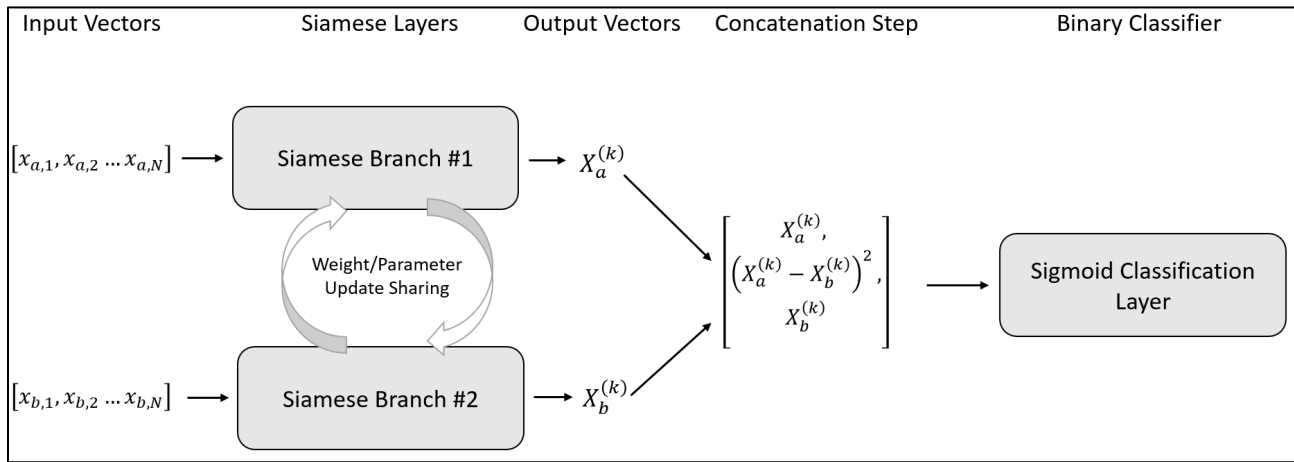 Input Vectors Siamese Layers Output Vectors Concatenation Step Binary Classifier
[x_{a,1}, x_{a,2} … x_{a,N}]
Siamese Branch #1
X_a^{(k)}
Weight/Parameter
Update Sharing
X_a^{(k)},
(X_a^{(k)} − X_b^{(k)})^2,
X_b^{(k)}
Sigmoid Classification
Layer
[x_{b,1}, x_{b,2} … x_{b,N}]
Siamese Branch #2
X_b^{(k)}